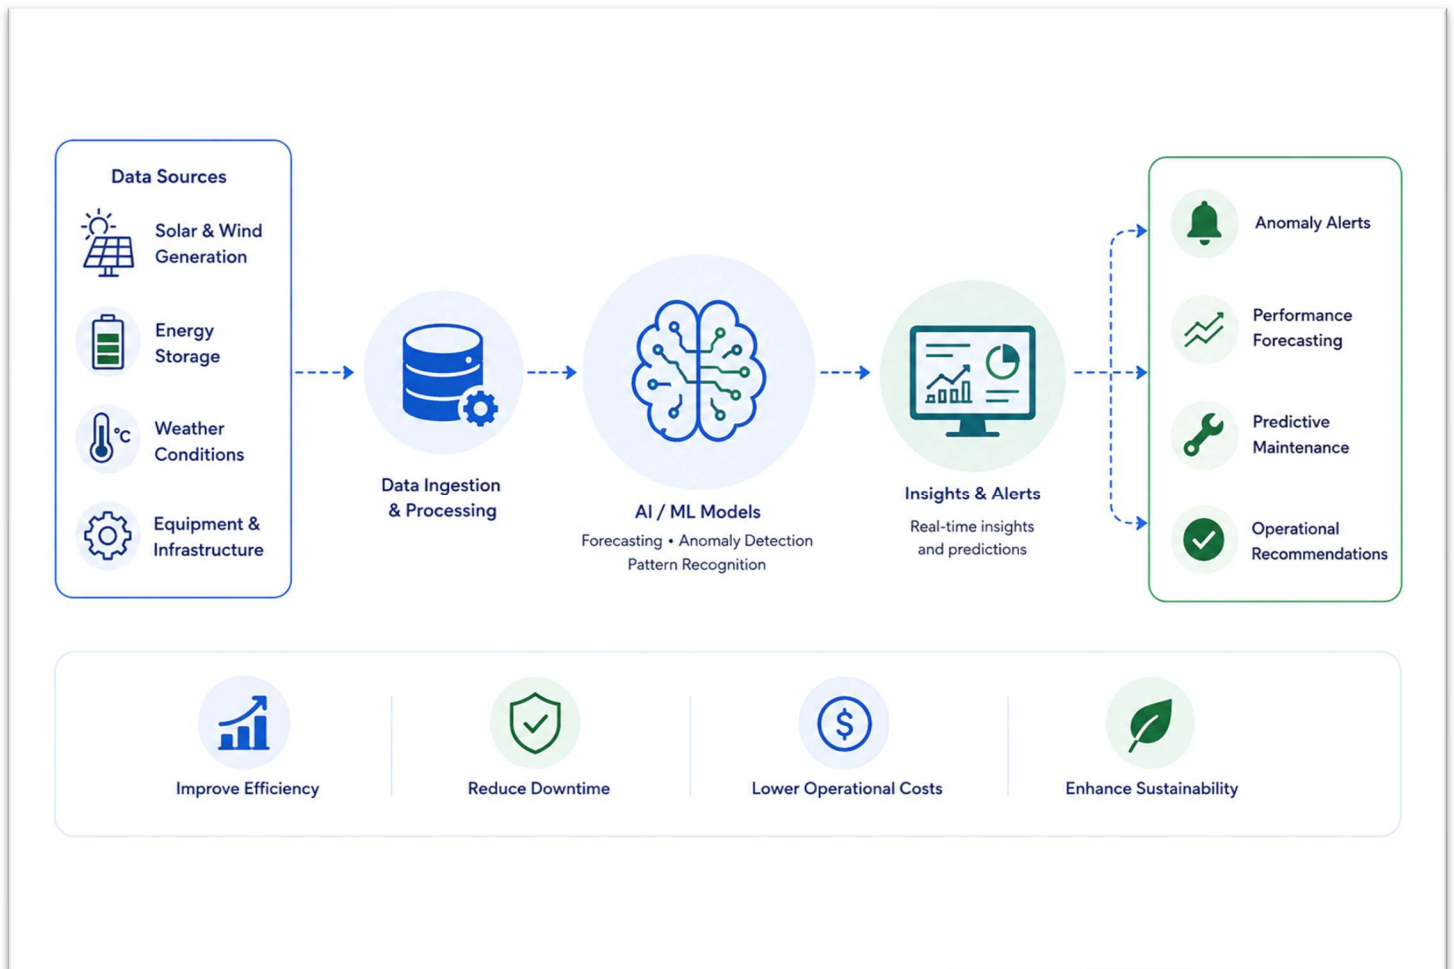 Data Sources
Solar & Wind
Generation
Energy
Storage
°C
Weather
Conditions
Equipment &
Infrastructure
Data Ingestion
& Processing
AI / ML Models
Forecasting • Anomaly Detection
Pattern Recognition
Insights & Alerts
Real-time insights
and predictions
Anomaly Alerts
Performance
Forecasting
Predictive
Maintenance
Operational
Recommendations
Improve Efficiency
Reduce Downtime
$
Lower Operational Costs
Enhance Sustainability